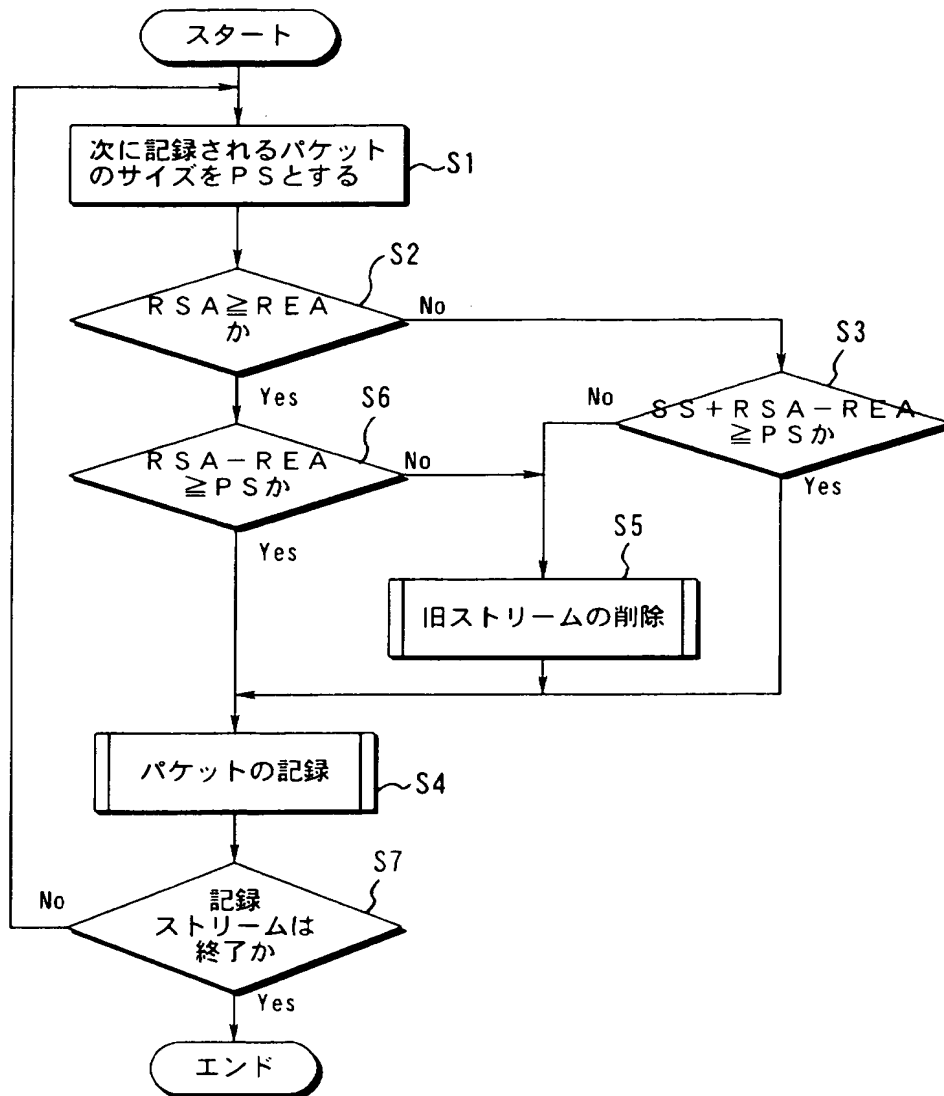 スタート
次に記録されるパケット
のサイズをＰＳとする
S1
S2
ＲＳＡ≧ＲＥＡ
か
No
Yes
S3
ＳＳ＋ＲＳＡ－ＲＥＡ
≧ＰＳか
No
Yes
S6
ＲＳＡ－ＲＥＡ
≧ＰＳか
No
Yes
S5
旧ストリームの削除
パケットの記録
S4
S7
記録
ストリームは
終了か
No
Yes
エンド